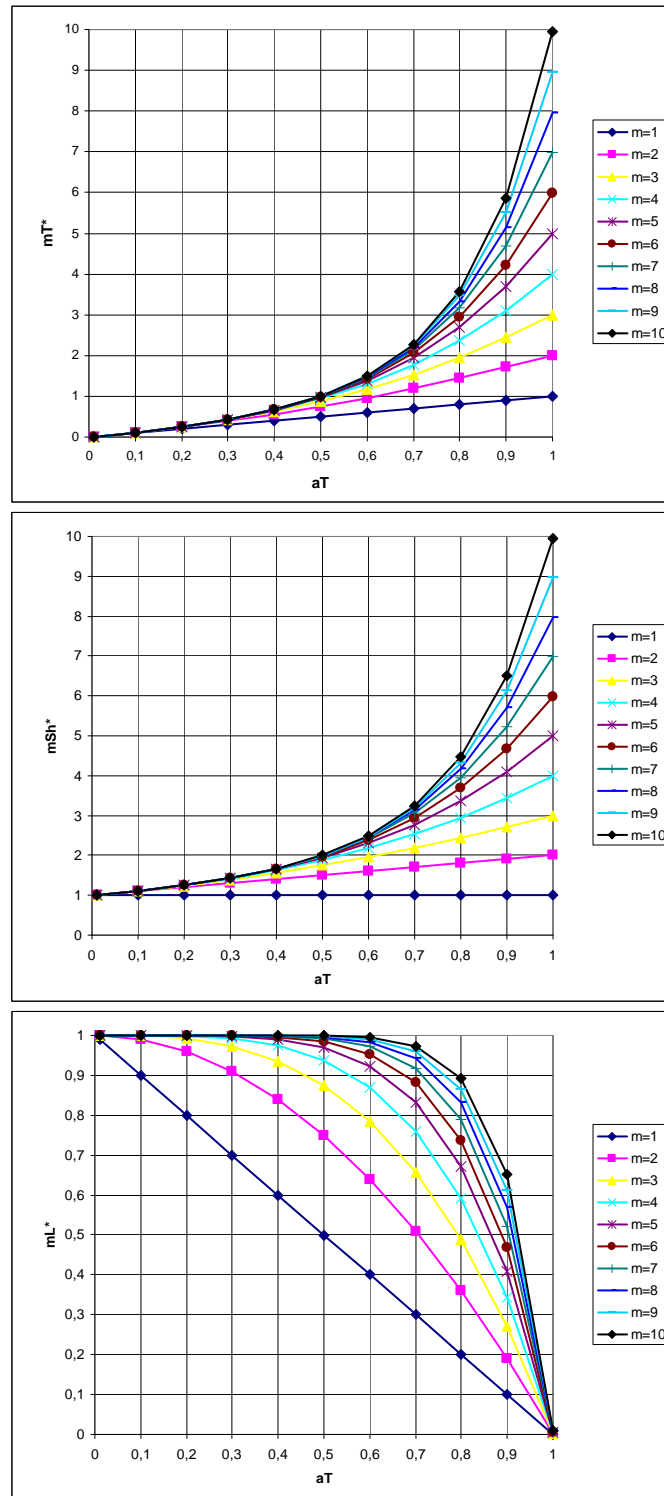 10
9
8
7
6
5
4
3
2
1
0
mT*
0 0,1 0,2 0,3 0,4 0,5 0,6 0,7 0,8 0,9 1
aT
m=1
m=2
m=3
m=4
m=5
m=6
m=7
m=8
m=9
m=10
10
9
8
7
6
5
4
3
2
1
0
mSh*
0 0,1 0,2 0,3 0,4 0,5 0,6 0,7 0,8 0,9 1
aT
m=1
m=2
m=3
m=4
m=5
m=6
m=7
m=8
m=9
m=10
1
0,9
0,8
0,7
0,6
0,5
0,4
0,3
0,2
0,1
0
mL*
0 0,1 0,2 0,3 0,4 0,5 0,6 0,7 0,8 0,9 1
aT
m=1
m=2
m=3
m=4
m=5
m=6
m=7
m=8
m=9
m=10